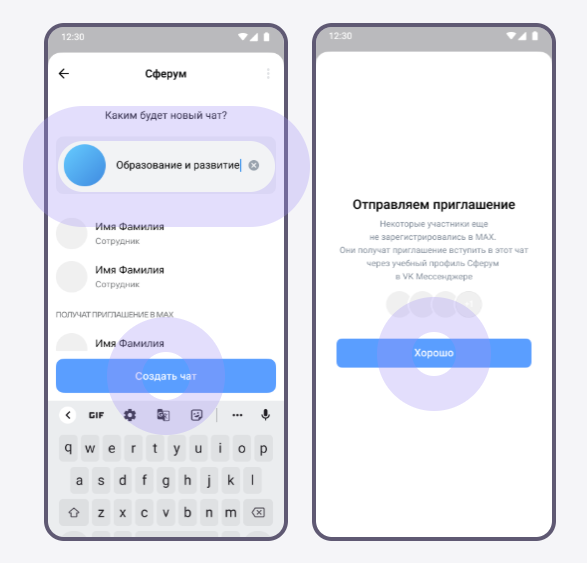 12:30
Сферум
Каким будет новый чат?
Образование и развитие
Имя Фамилия
Сотрудник
Имя Фамилия
Сотрудник
ПОЛУЧАТ ПРИГЛАШЕНИЕ В MAX
Имя Фамилия
Создать чат
GIF
q w e r t y u i o p
a s d f g h j k l
z x c v b n m
12:30
Отправляем приглашение
Некоторые участники еще
не зарегистрировались в MAX.
Они получат приглашение вступить в этот чат
через учебный профиль Сферум
в VK Мессенджере
Хорошо